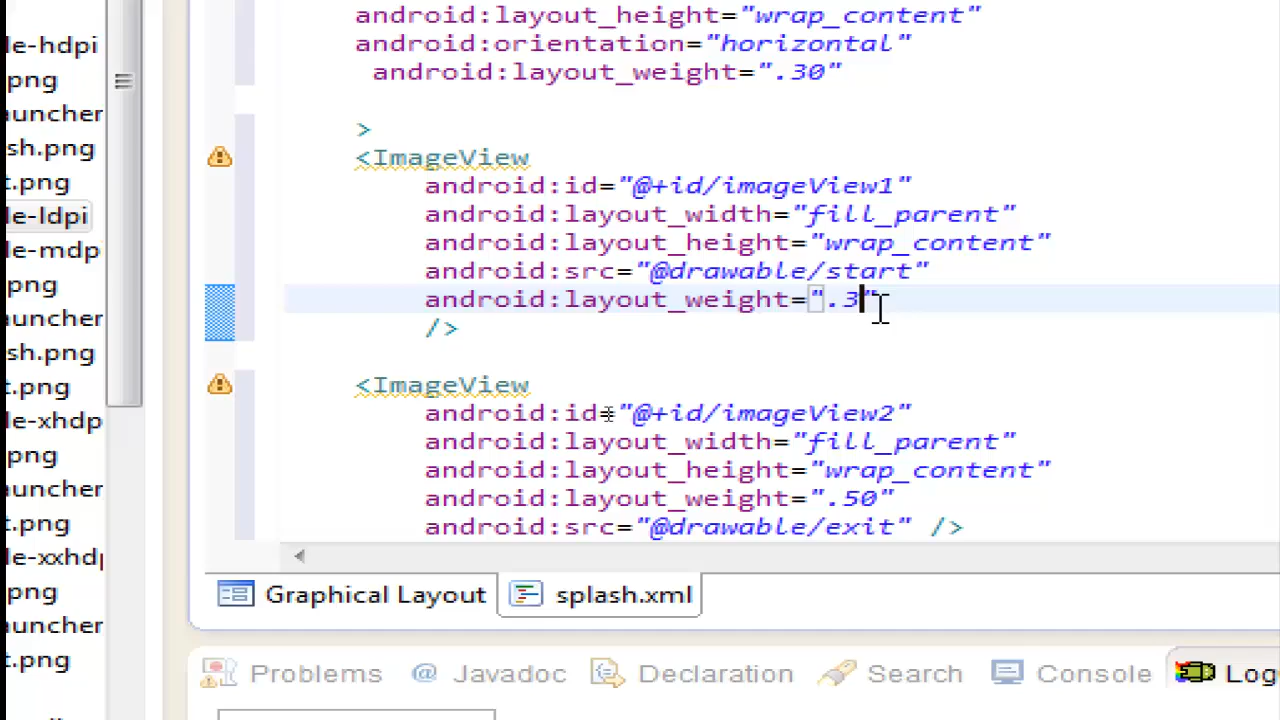 android:layout_height="wrap_content"
android:orientation="horizontal"
android:layout_weight=".30"
>
<ImageView
android:id="@+id/imageView1"
android:layout_width="fill_parent"
android:layout_height="wrap_content"
android:src="@drawable/start"
android:layout_weight=".3"
/>
<ImageView
android:id="@+id/imageView2"
android:layout_width="fill_parent"
android:layout_height="wrap_content"
android:layout_weight=".50"
android:src="@drawable/exit" />
le-hdpi
png
auncher
sh.png
t.png
le-ldpi
le-mdp
png
auncher
sh.png
t.png
le-xhdp
png
auncher
t.png
le-xxhdp
png
auncher
t.png
Graphical Layout
splash.xml
Problems
@ Javadoc
Declaration
Search
Console
Log